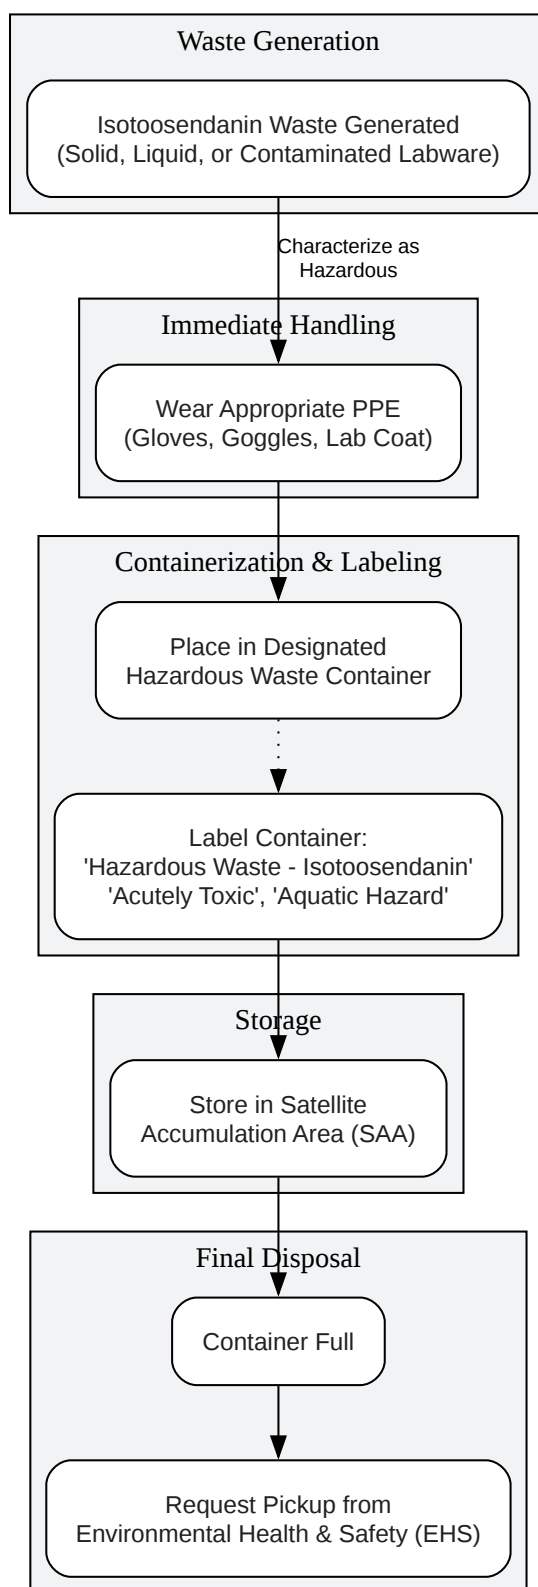 Waste Generation
Isotoosendanin Waste Generated
(Solid, Liquid, or Contaminated Labware)
Characterize as
Hazardous
Immediate Handling
Wear Appropriate PPE
(Gloves, Goggles, Lab Coat)
Containerization & Labeling
Place in Designated
Hazardous Waste Container
Label Container:
'Hazardous Waste - Isotoosendanin'
'Acutely Toxic', 'Aquatic Hazard'
Storage
Store in Satellite
Accumulation Area (SAA)
Final Disposal
Container Full
Request Pickup from
Environmental Health & Safety (EHS)